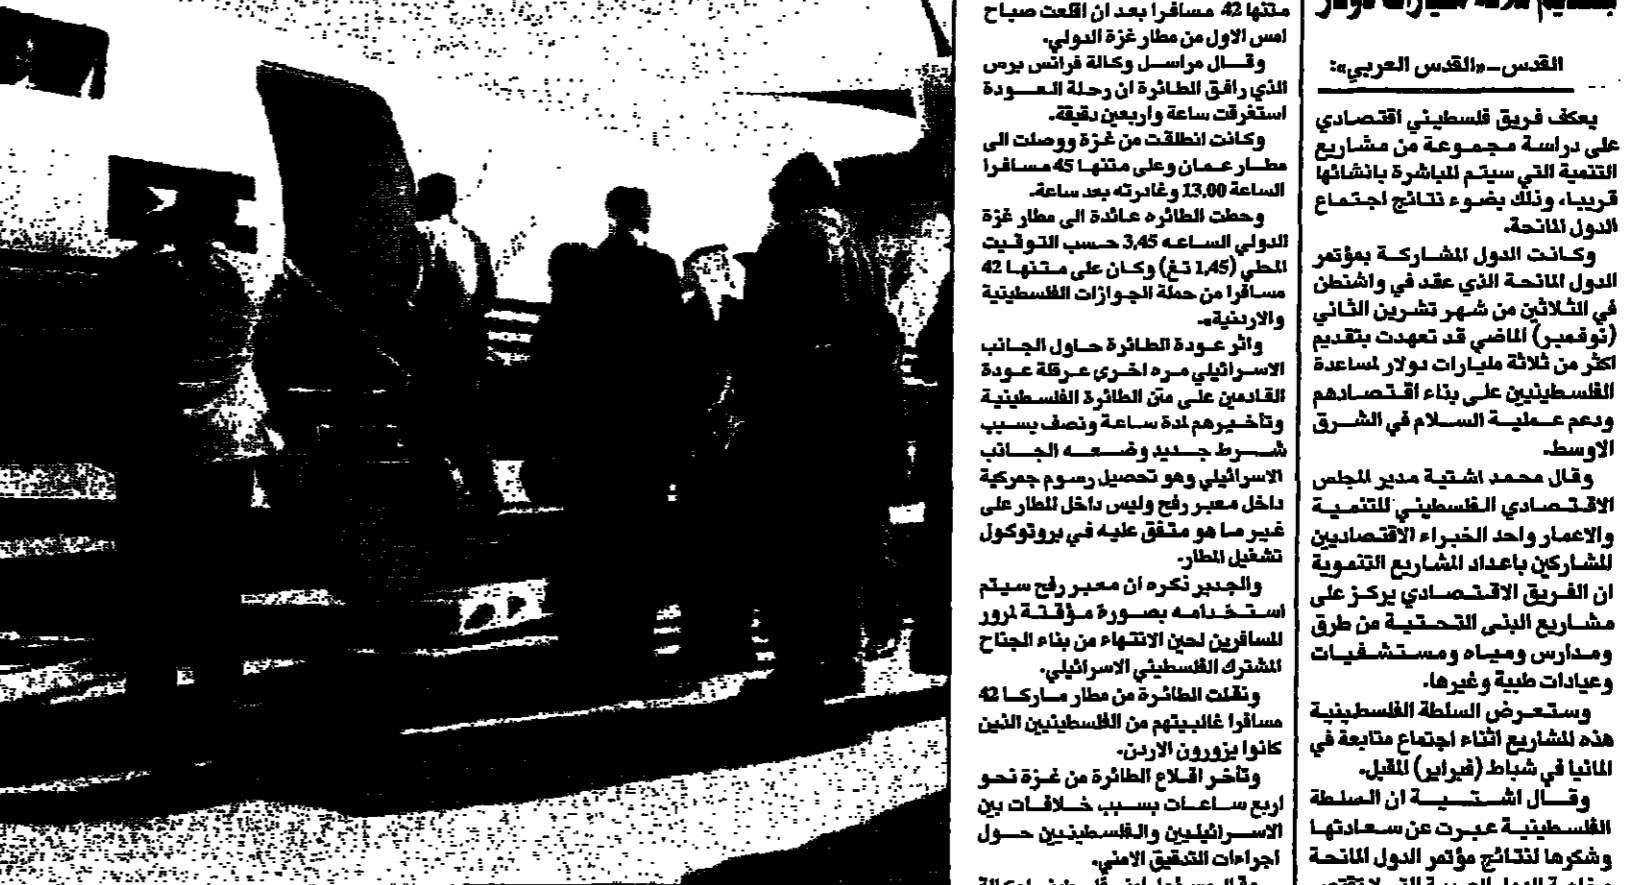 القدس ـ «القدس العربي»:
يعكف فريق فلسطيني اقتصادي
على دراسة مجموعة من مشاريع
التنمية التي سيتم المباشرة بانشائها
قريبا، وذلك بضوء نتائج اجتماع
الدول المانحة.
وكانت الدول المشاركة بمؤتمر
الدول المانحة الذي عقد في واشنطن
في الثلاثين من شهر تشرين الثاني
(نوفمبر) الماضي قد تعهدت بتقديم
اكثر من ثلاثة مليارات دولار لمساعدة
الفلسطينيين على بناء اقتصادهم
ودعم عملية السلام في الشرق
الاوسط.
وقال محمد اشتية مدير المجلس
الاقتصادي الفلسطيني للتنمية
والاعمار واحد الخبراء الاقتصاديين
المشاركين باعداد المشاريع التنموية
ان الفريق الاقتصادي يركز على
مشاريع البنى التحتية من طرق
ومدارس ومياه ومستشفيات
وعيادات طبية وغيرها.
وستعرض السلطة الفلسطينية
هذه المشاريع اثناء اجتماع متابعة في
المانيا في شباط (فبراير) المقبل.
وقال اشتية ان السلطة
الفلسطينية عبرت عن سعادتها
وشكرها لنتائج مؤتمر الدول المانحة
متنها 42 مسافرا بعد ان اقلعت صباح
امس الاول من مطار غزة الدولي.
وقال مراسل وكالة فرانس برس
الذي رافق الطائرة ان رحلة العودة
استغرقت ساعة واربعين دقيقة.
وكانت انطلقت من غزة ووصلت الى
مطار عمان وعلى متنها 45 مسافرا
الساعة 13,00 وغادرته بعد ساعة.
وحطت الطائره عائدة الى مطار غزة
الدولي الساعه 3,45 حسب التوقيت
المحلي (1,45 تغ) وكان على متنها 42
مسافرا من حملة الجوازات الفلسطينية
والاردنية».
واثر عودة الطائرة حاول الجانب
الاسرائيلي مره اخرى عرقلة عودة
القادمين على متن الطائرة الفلسطينية
وتأخيرهم لمدة ساعة ونصف بسبب
شرط جديد وضعه الجانب
الاسرائيلي وهو تحصيل رسوم جمركية
داخل معبر رفح وليس داخل المطار على
غير ما هو متفق عليه في بروتوكول
تشغيل المطار.
والجدير ذكره ان معبر رفح سيتم
استخدامه بصورة مؤقتة لمرور
المسافرين لحين الانتهاء من بناء الجناح
المشترك الفلسطيني الاسرائيلي.
ونقلت الطائرة من مطار ماركا 42
مسافرا غالبيتهم من الفلسطينيين الذين
كانوا يزورون الاردن.
وتأخر اقلاع الطائرة من غزة نحو
اربع ساعات بسبب خلافات بين
الاسرائيليين والفلسطينيين حول
اجراءات التدقيق الامني.